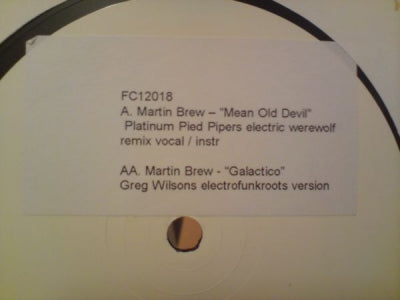 FC12018
A. Martin Brew – "Mean Old Devil"
Platinum Pied Pipers electric werewolf
remix vocal / instr
AA. Martin Brew - "Galactico"
Greg Wilsons electrofunkroots version